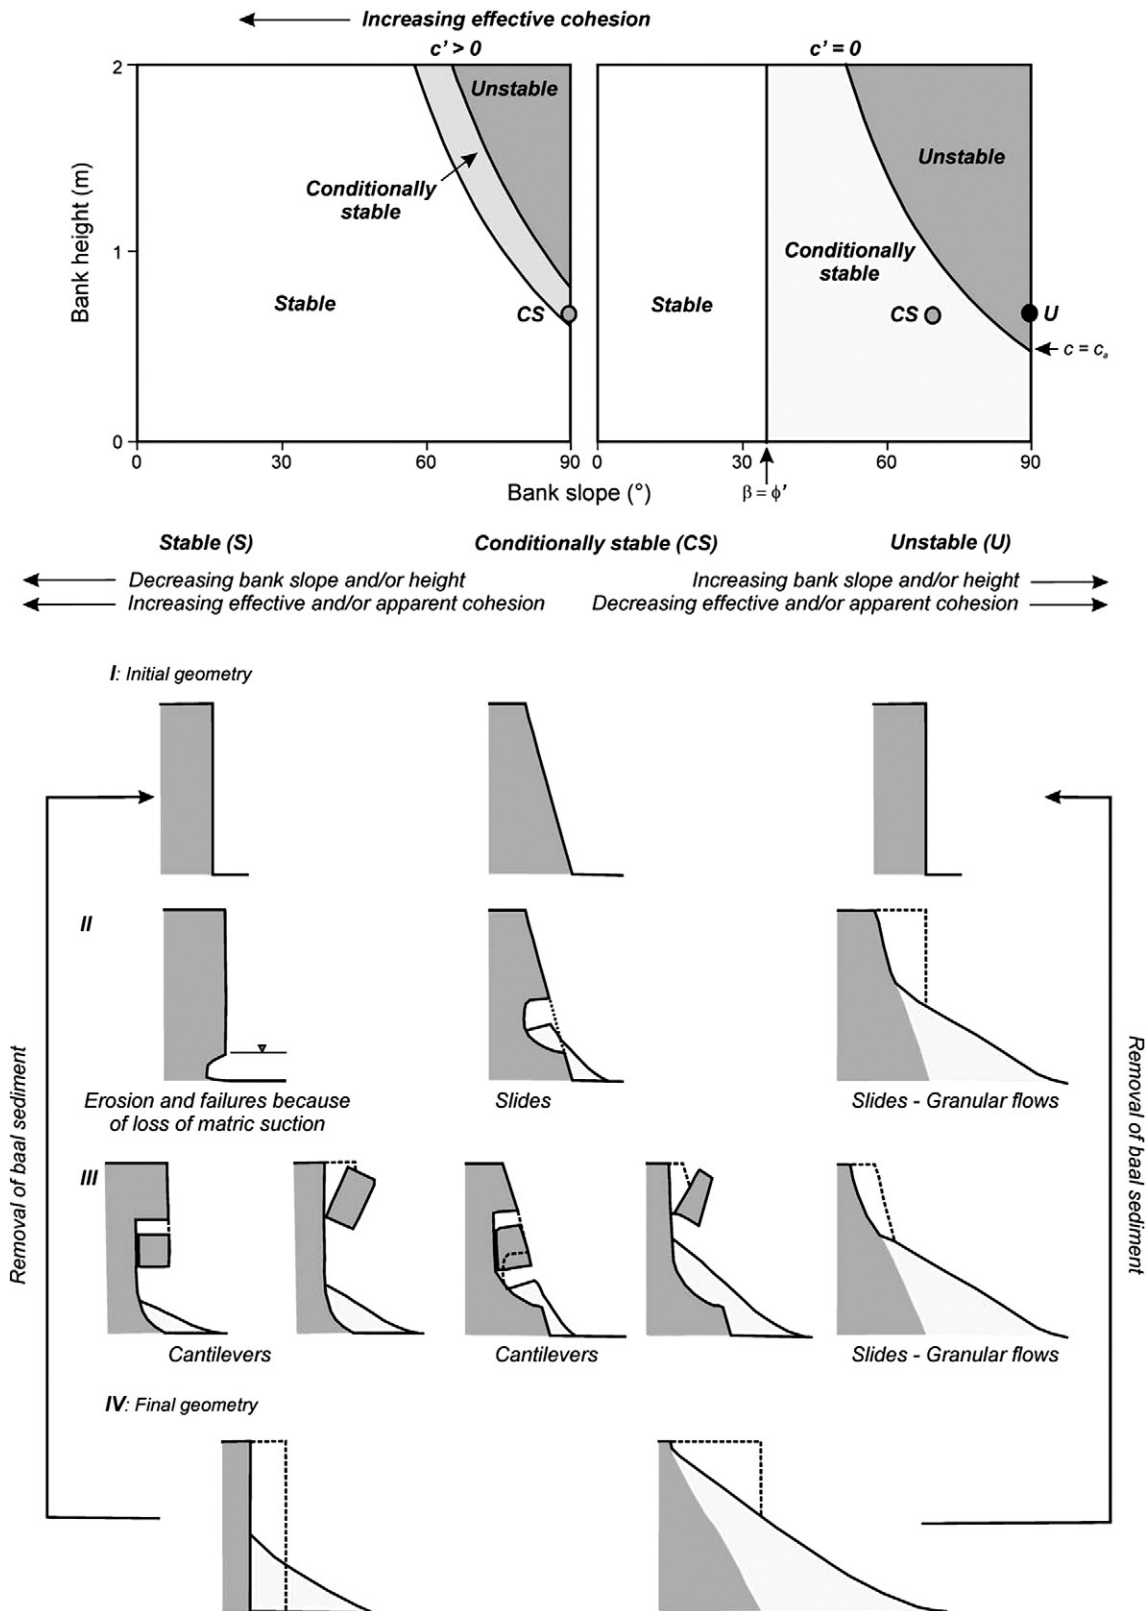 Increasing effective cohesion
c' > 0
c' = 0
2
Unstable
Conditionally
stable
Stable
CS
1
0
Bank height (m)
0
30
60
90
Unstable
Conditionally
stable
Stable
CS
U
c = cₐ
0
30
60
90
Bank slope (°)
β = ϕ'
Stable (S)
Conditionally stable (CS)
Unstable (U)
Decreasing bank slope and/or height
Increasing bank slope and/or height
Increasing effective and/or apparent cohesion
Decreasing effective and/or apparent cohesion
I: Initial geometry
II
Erosion and failures because
of loss of matric suction
Slides
Slides - Granular flows
III
Cantilevers
Cantilevers
Slides - Granular flows
IV: Final geometry
Removal of baal sediment
Removal of baal sediment